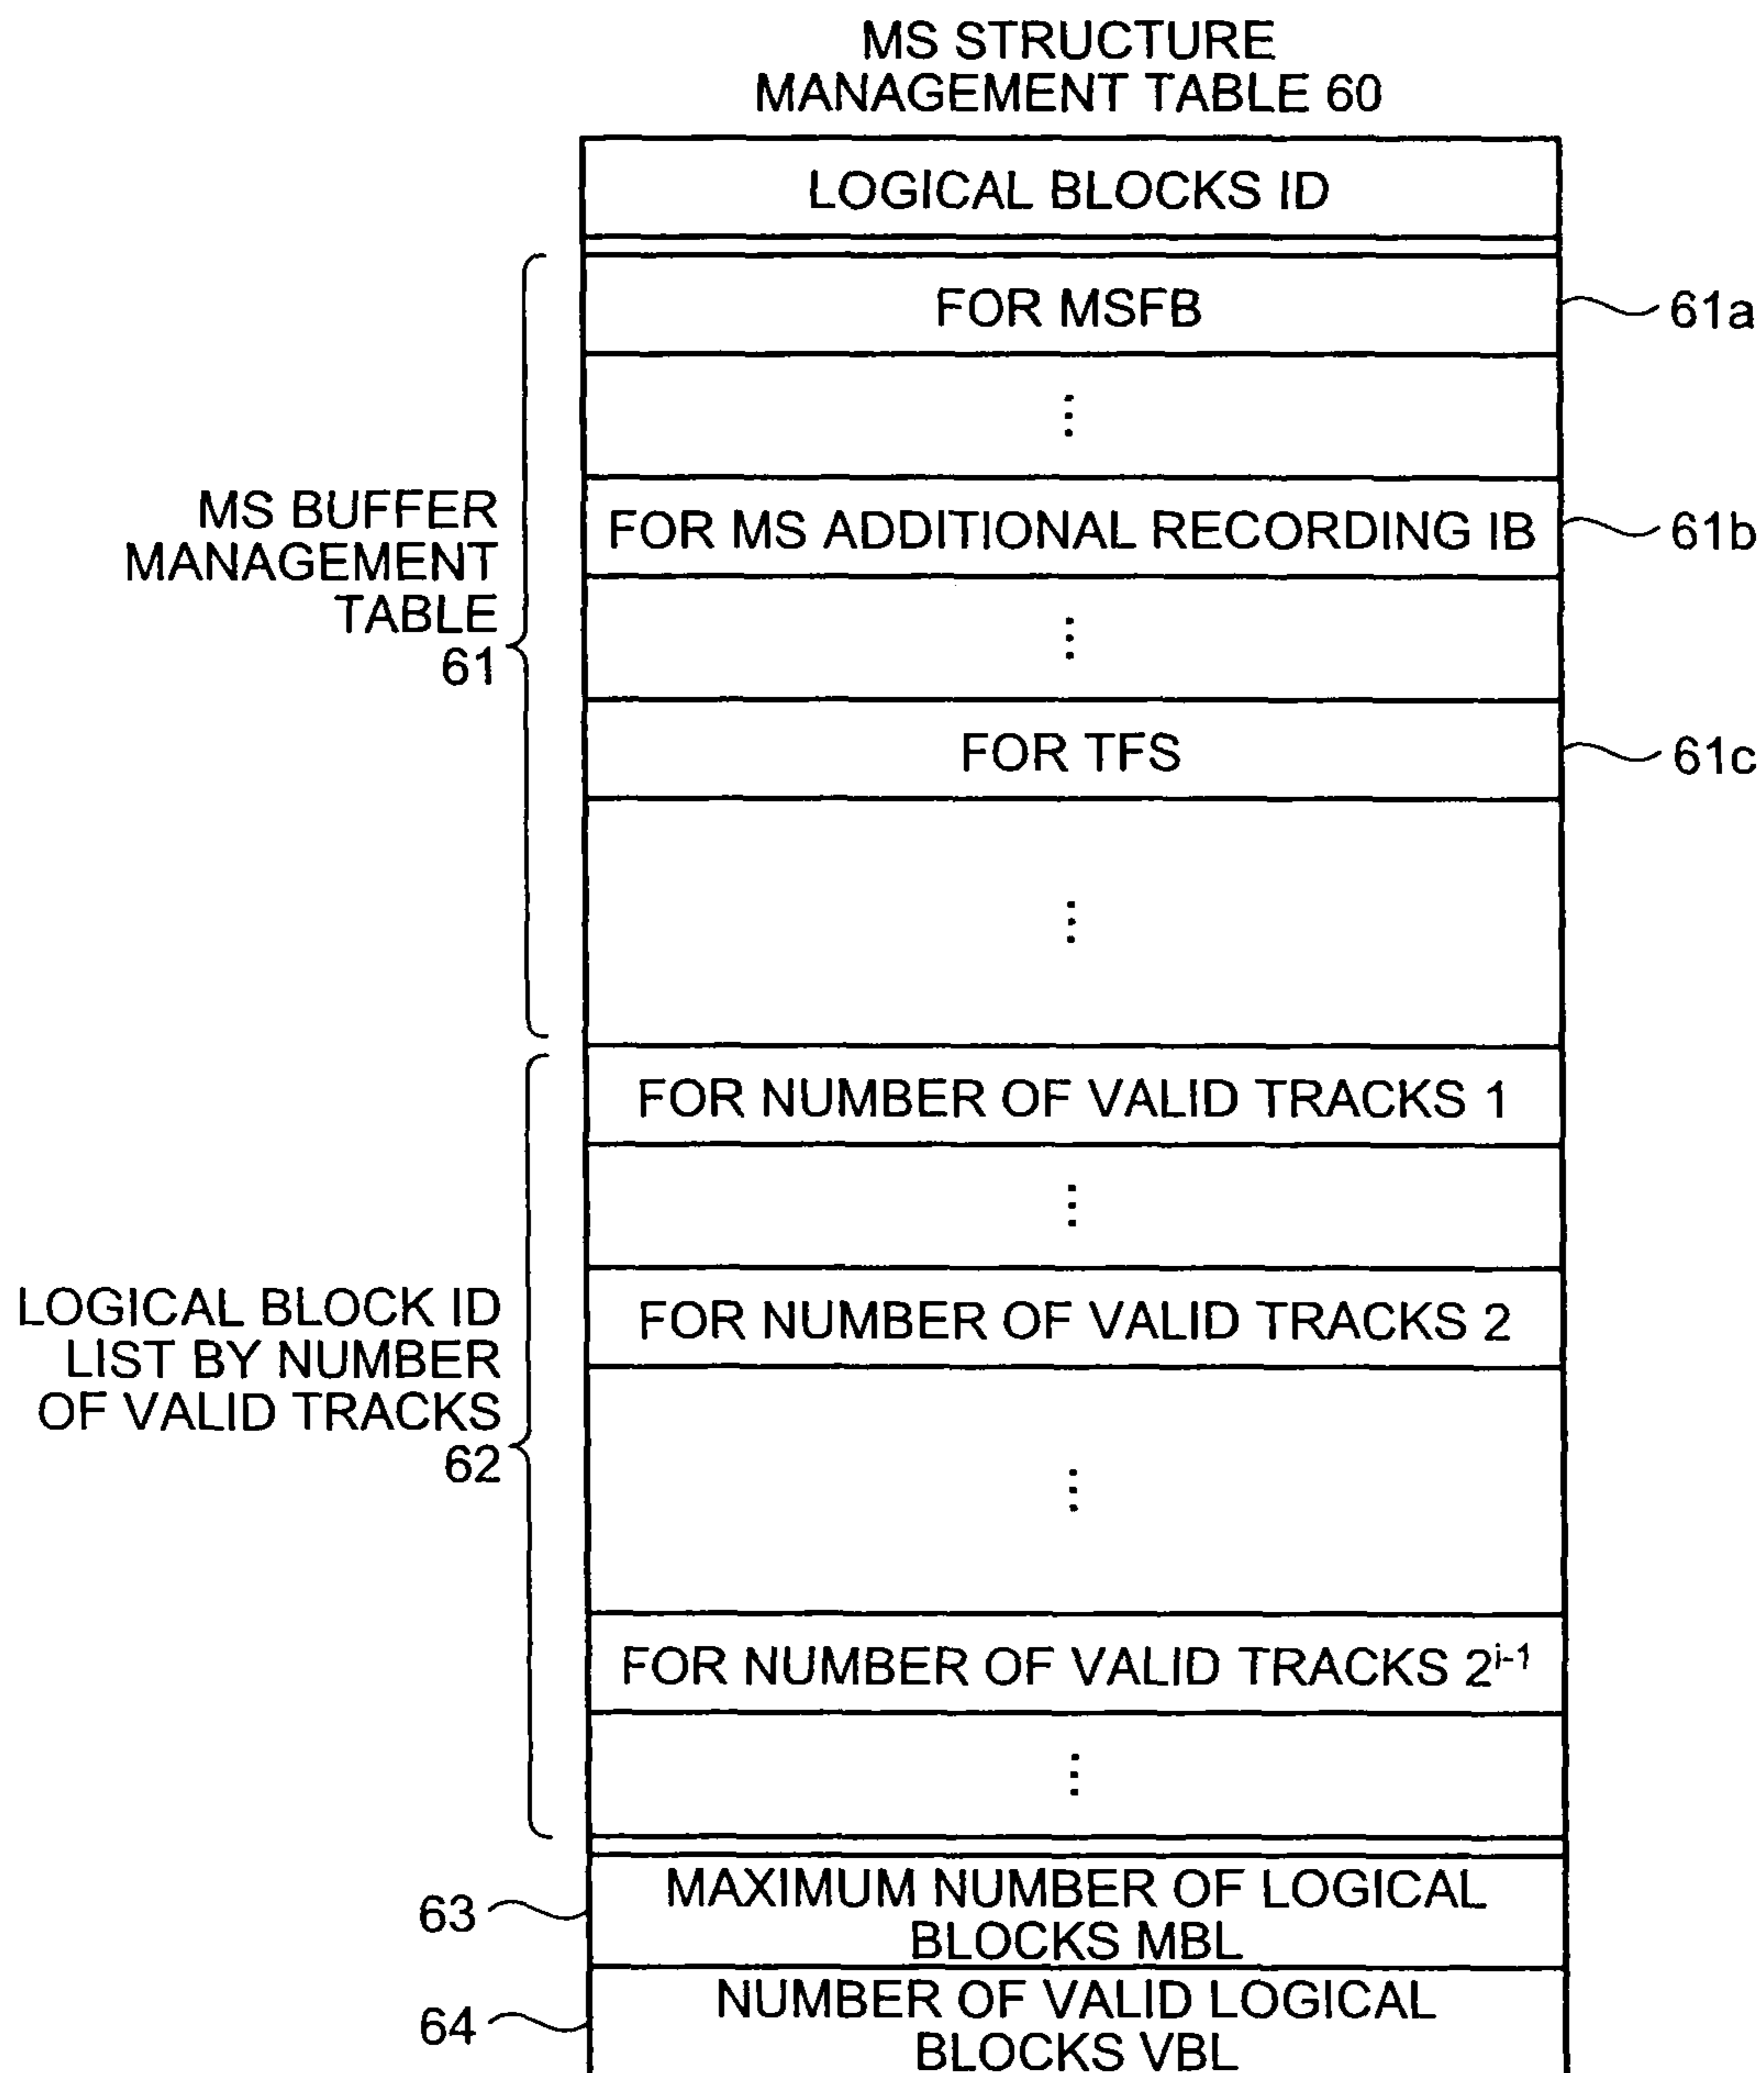 MS STRUCTURE
MANAGEMENT TABLE 60
LOGICAL BLOCKS ID
FOR MSFB
61a
⋮
MS BUFFER
MANAGEMENT
TABLE
61
FOR MS ADDITIONAL RECORDING IB
61b
⋮
FOR TFS
61c
⋮
FOR NUMBER OF VALID TRACKS 1
⋮
FOR NUMBER OF VALID TRACKS 2
LOGICAL BLOCK ID
LIST BY NUMBER
OF VALID TRACKS
62
⋮
FOR NUMBER OF VALID TRACKS 2^i-1
⋮
63
MAXIMUM NUMBER OF LOGICAL
BLOCKS MBL
64
NUMBER OF VALID LOGICAL
BLOCKS VBL